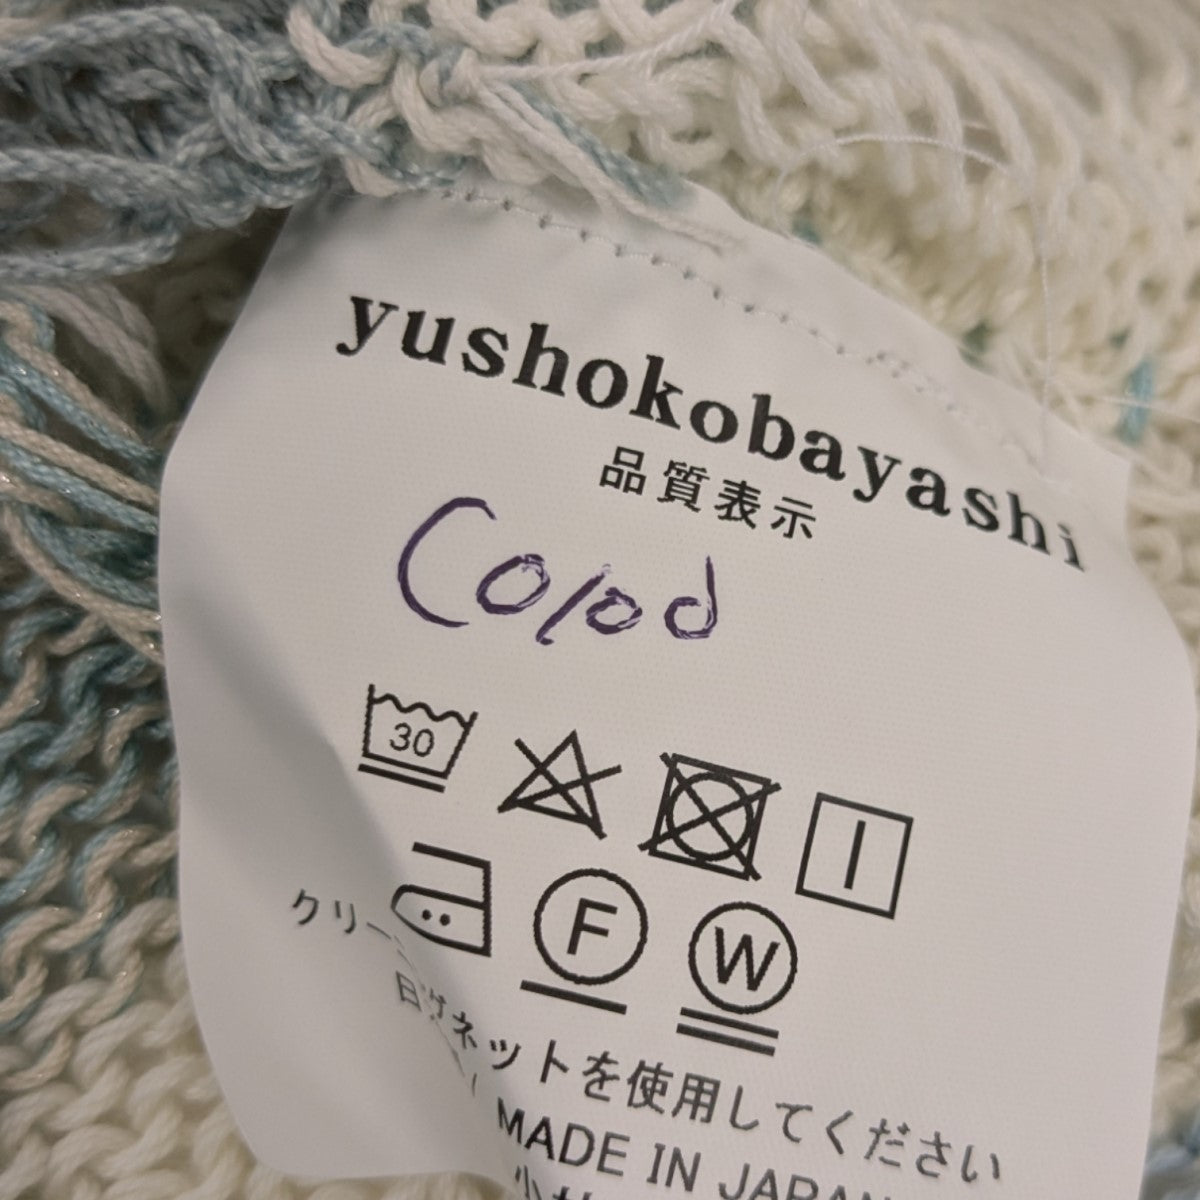 yushokobayashi
品質表示
Colod
30
F W
クリー
ネットを使用してください
MADE IN JAPAN